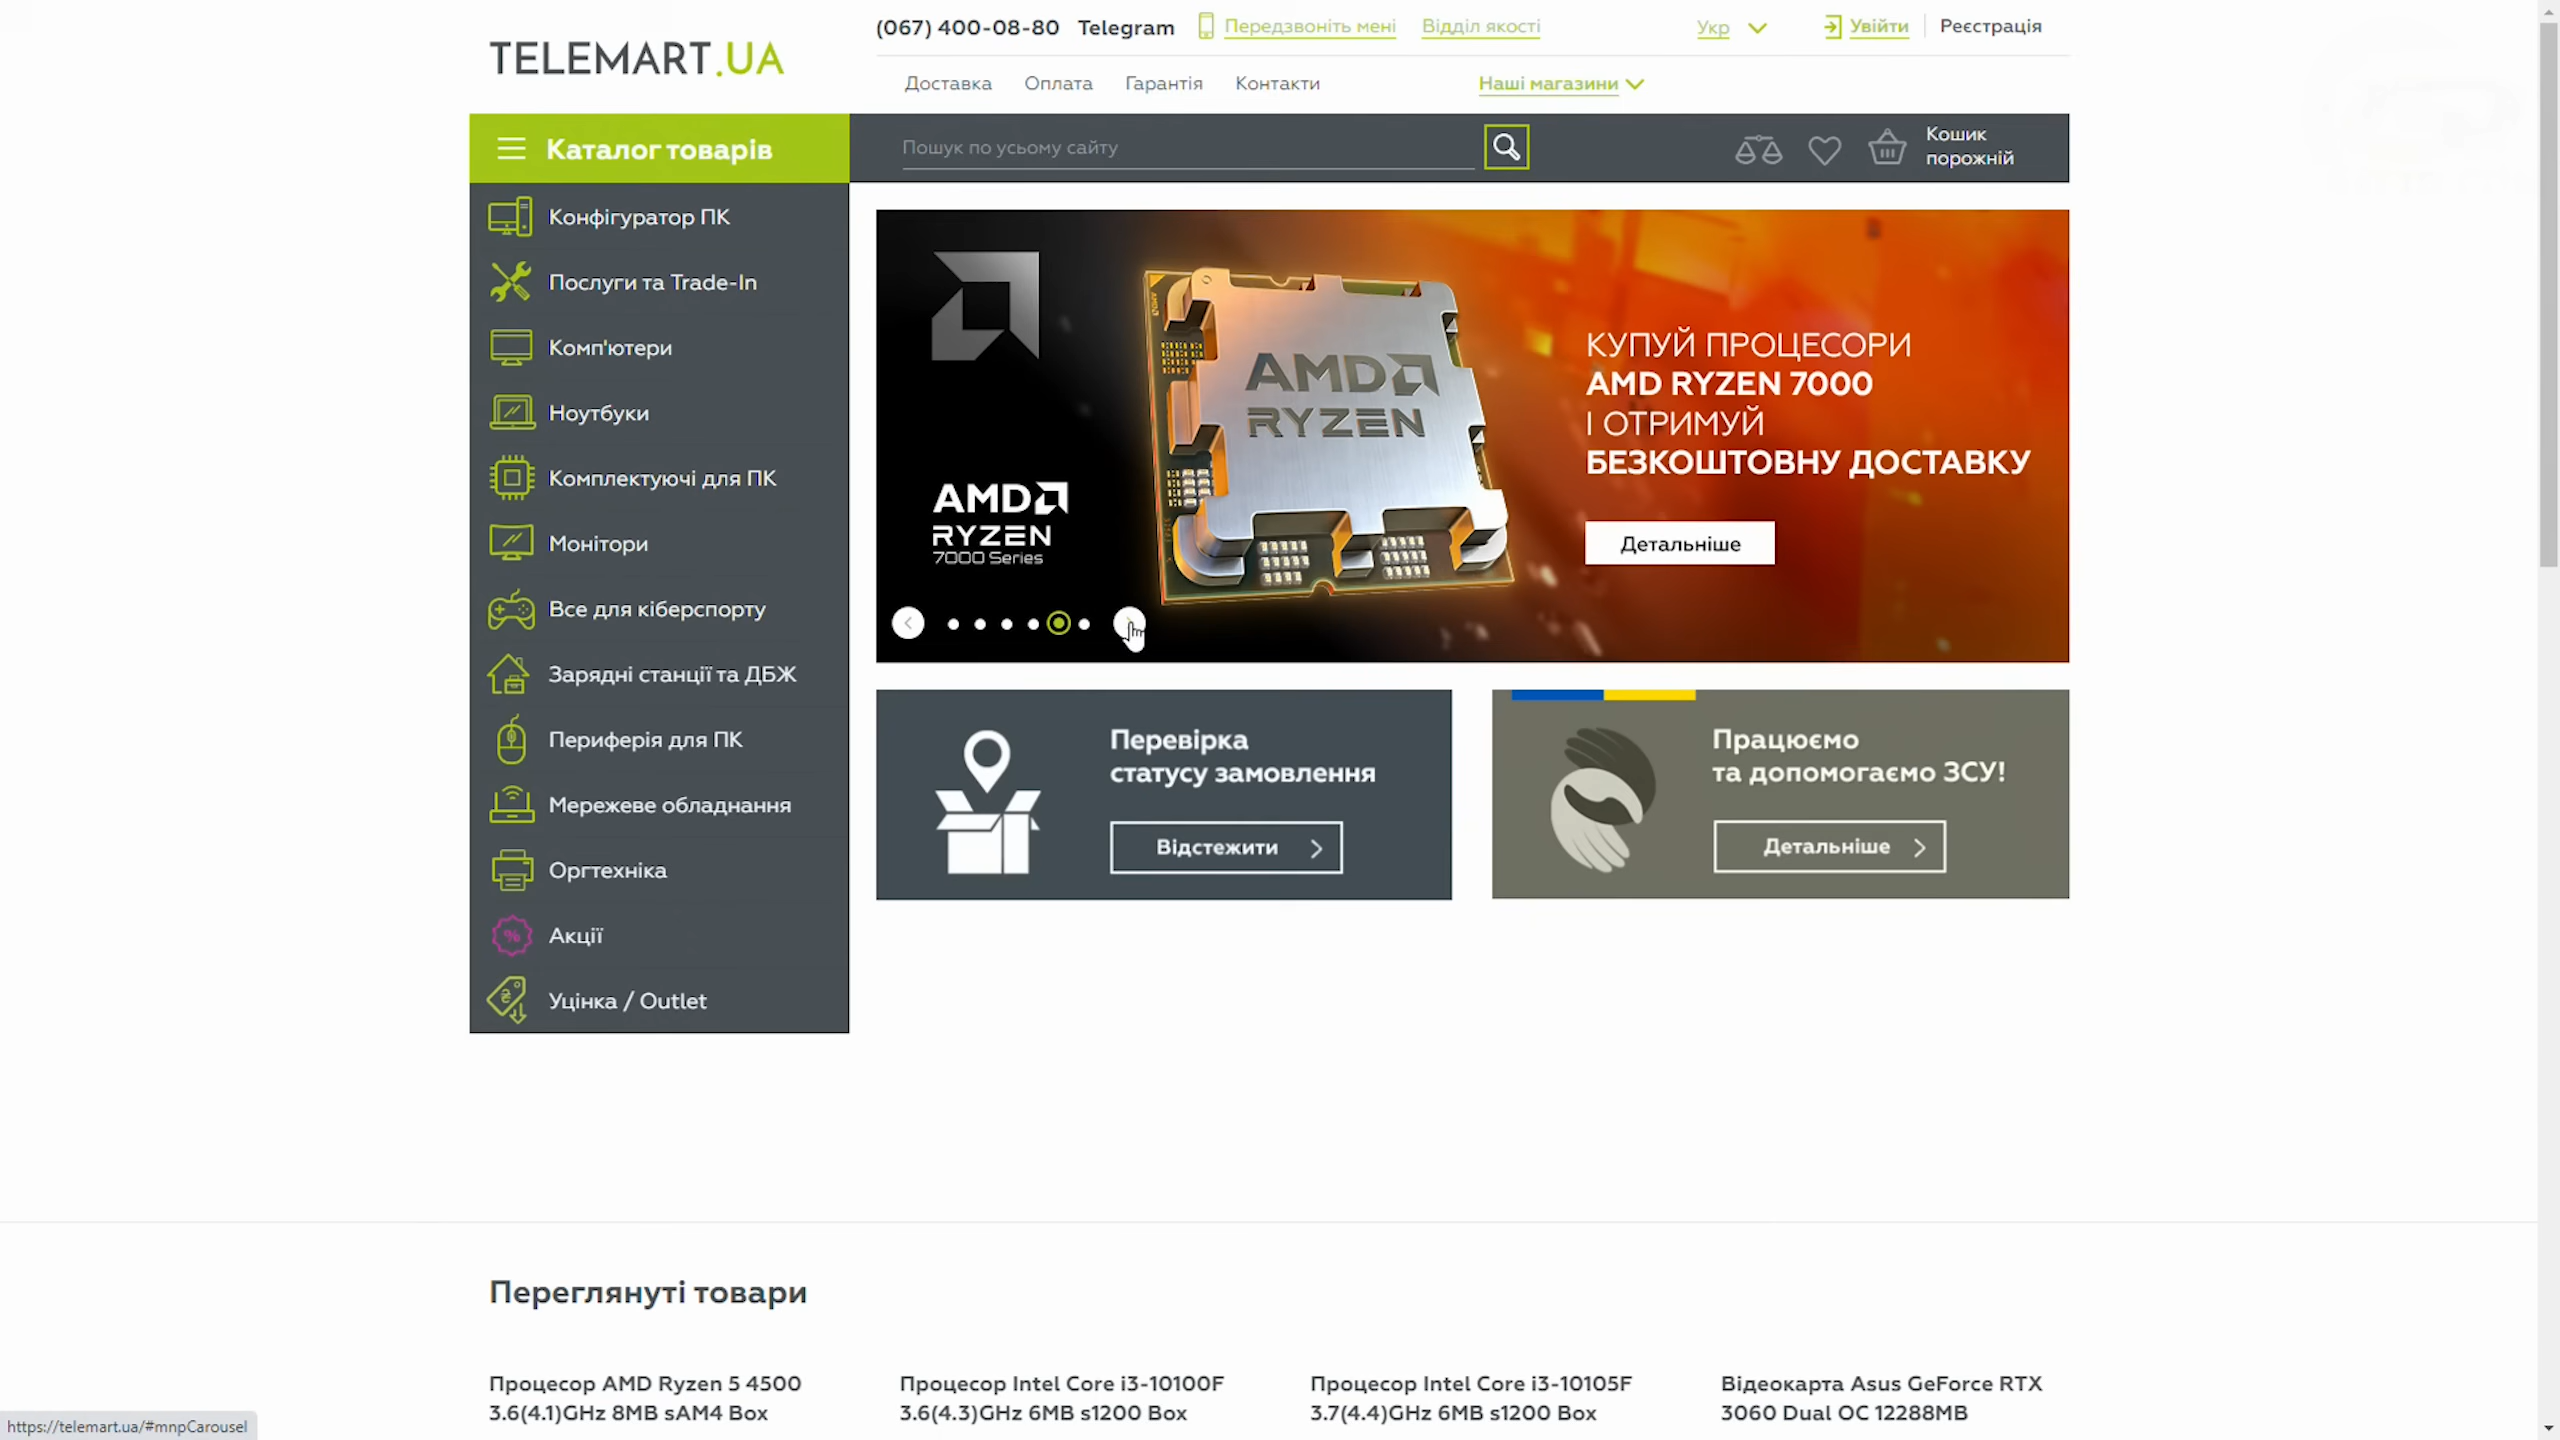 TELEMART.UA
(067) 400-08-80 Telegram Передзвоніть мені Відділ якості Укр Увійти Реєстрація
Доставка Оплата Гарантія Контакти Наші магазини
Каталог товарів
Пошук по усьому сайту
Кошик
порожній
Конфігуратор ПК
Послуги та Trade-In
Комп'ютери
Ноутбуки
Комплектуючі для ПК
Монітори
Все для кіберспорту
Зарядні станції та ДБЖ
Периферія для ПК
Мережеве обладнання
Оргтехніка
Акції
Уцінка / Outlet
AMD
RYZEN
AMD
RYZEN
7000 Series
КУПУЙ ПРОЦЕСОРИ
AMD RYZEN 7000
І ОТРИМУЙ
БЕЗКОШТОВНУ ДОСТАВКУ
Детальніше
Перевірка
статусу замовлення
Відстежити
Працюємо
та допомогаємо ЗСУ!
Детальніше
Переглянуті товари
Процесор AMD Ryzen 5 4500
3.6(4.1)GHz 8MB sAM4 Box
Процесор Intel Core i3-10100F
3.6(4.3)GHz 6MB s1200 Box
Процесор Intel Core i3-10105F
3.7(4.4)GHz 6MB s1200 Box
Відеокарта Asus GeForce RTX
3060 Dual OC 12288MB
https://telemart.ua/#mnpCarousel